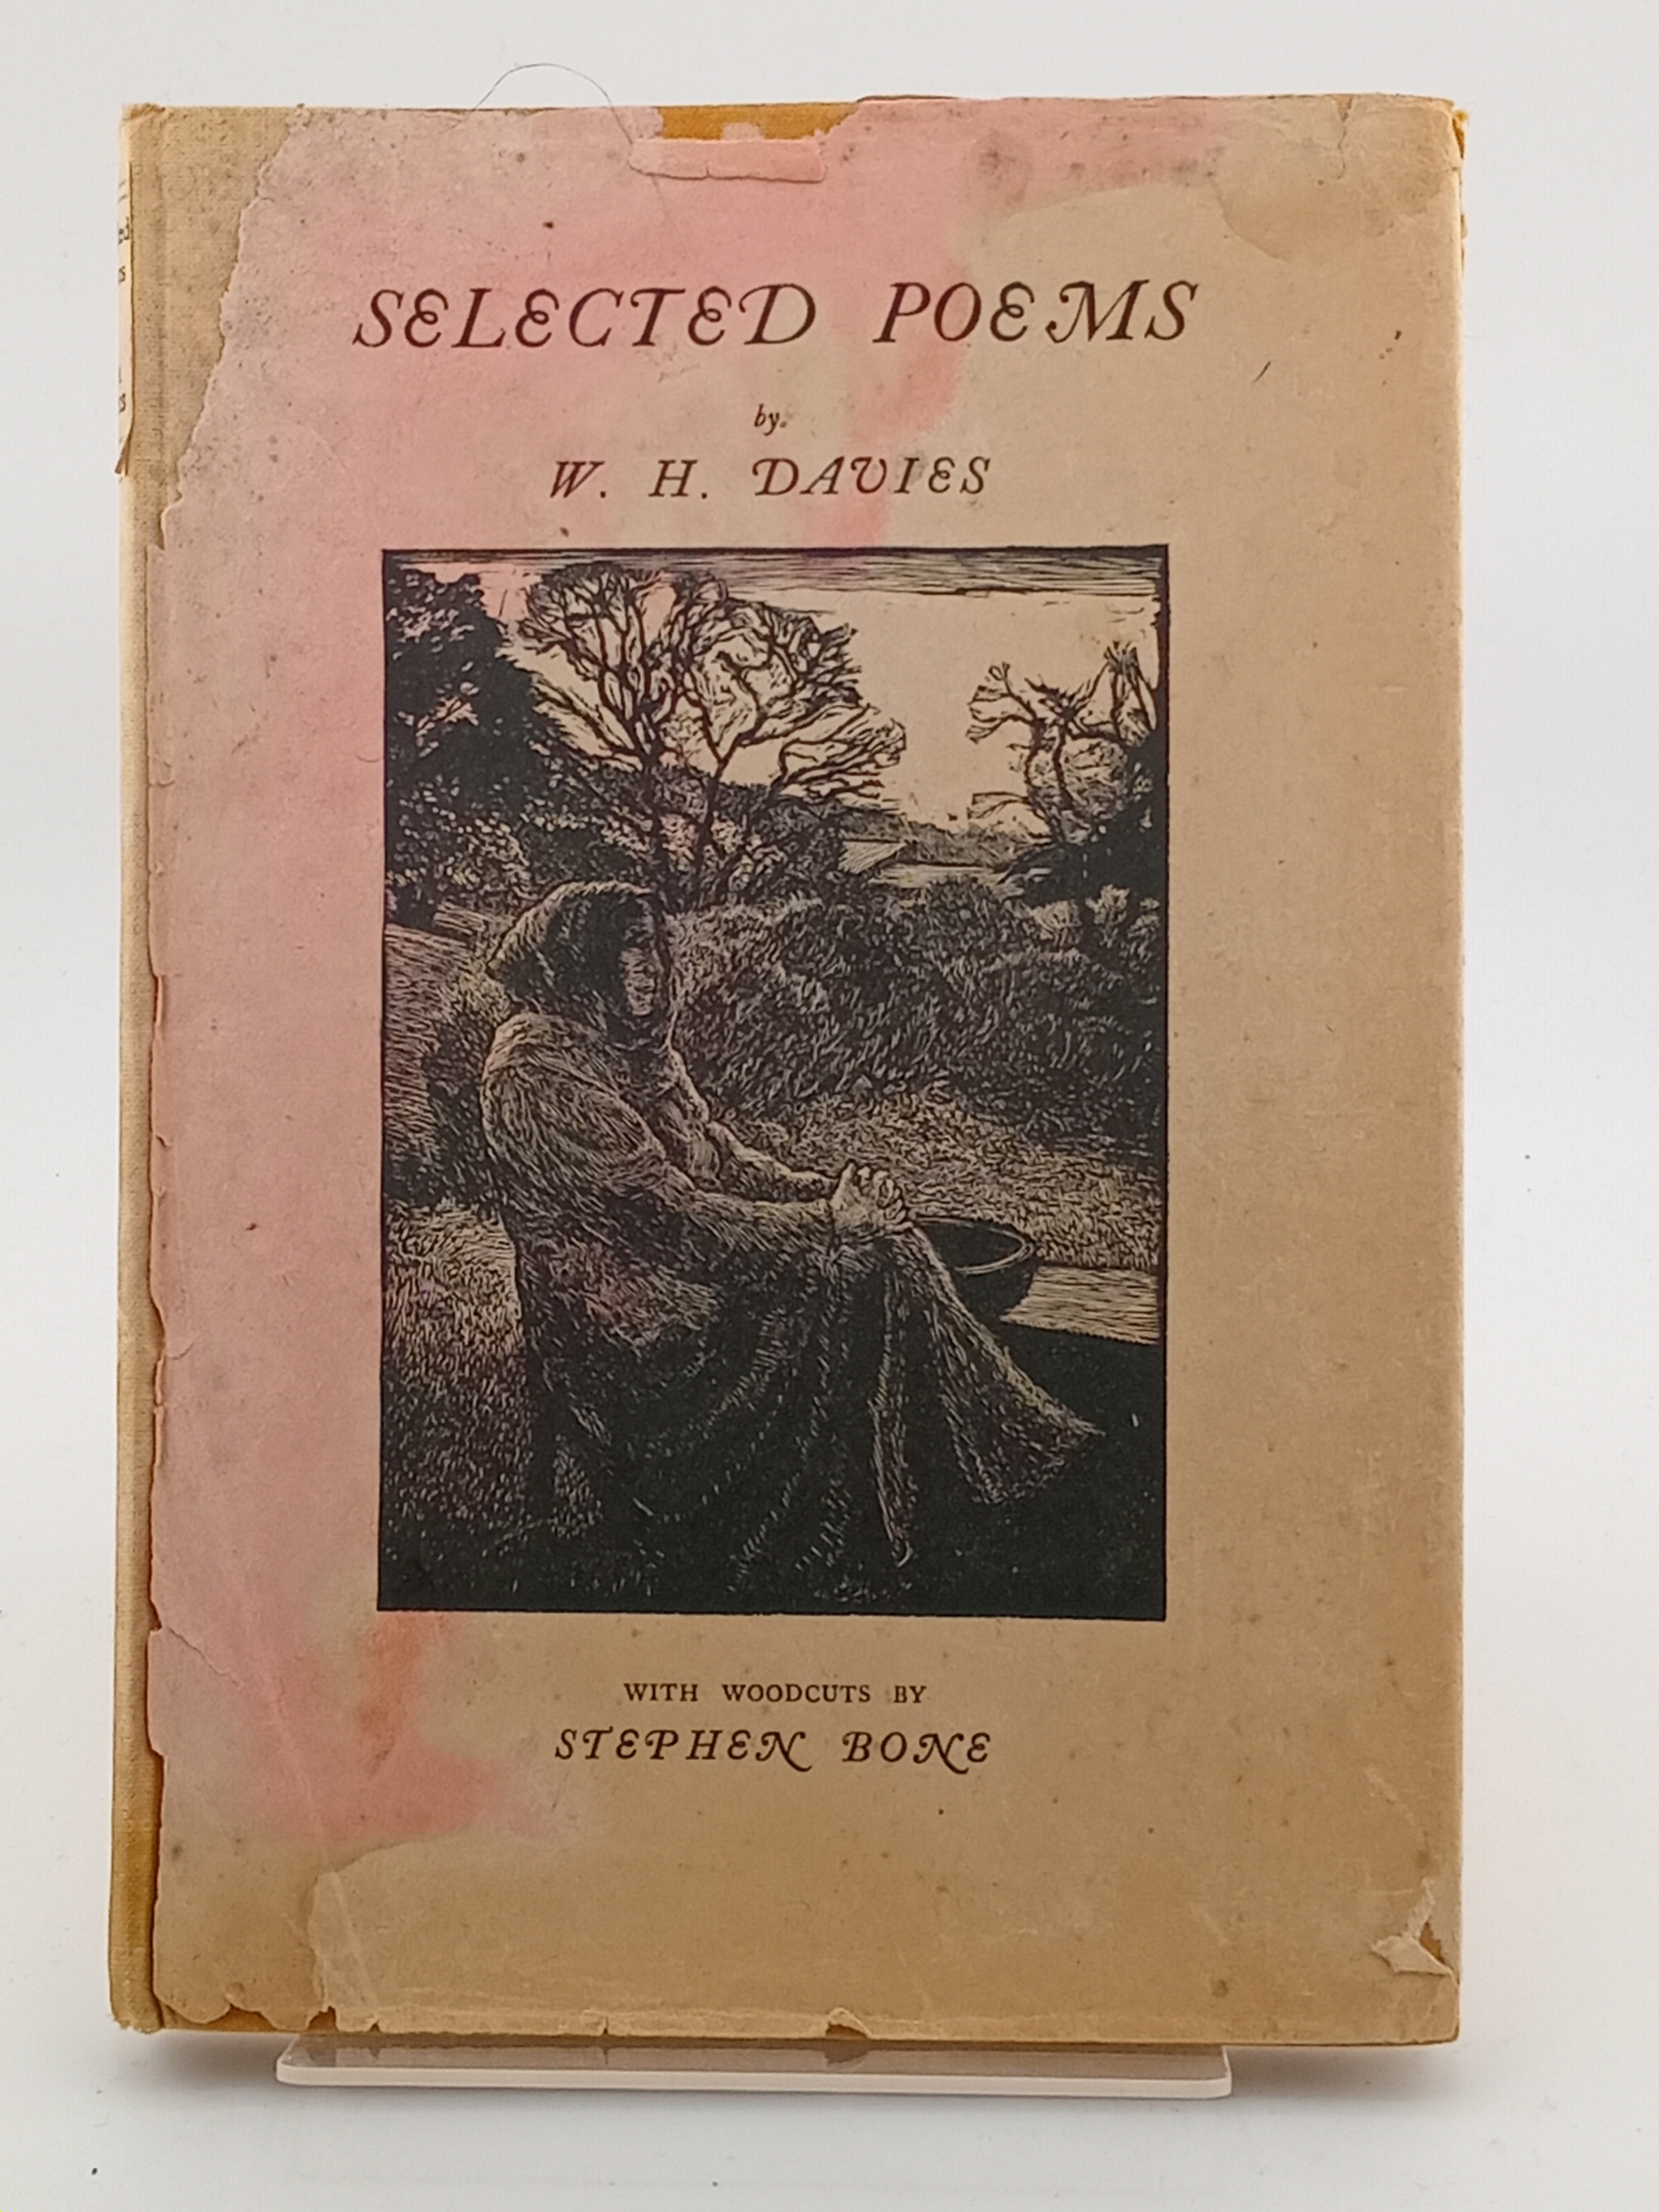 SELECTED POEMS
by
W. H. DAVIES
WITH WOODCUTS BY
STEPHEN BONE